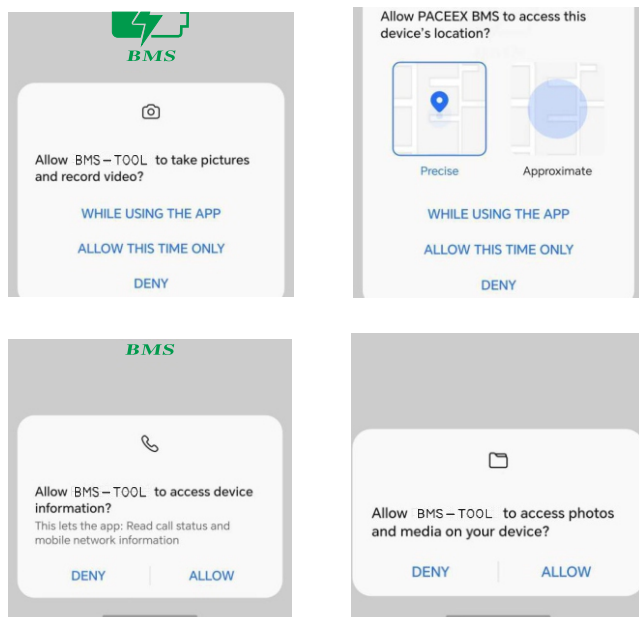 BMS
Allow BMS-TOOL to take pictures
and record video?
WHILE USING THE APP
ALLOW THIS TIME ONLY
DENY
Allow PACEEX BMS to access this
device's location?
Precise
Approximate
WHILE USING THE APP
ALLOW THIS TIME ONLY
DENY
BMS
Allow BMS-TOOL to access device
information?
This lets the app: Read call status and
mobile network information
DENY
ALLOW
Allow BMS-TOOL to access photos
and media on your device?
DENY
ALLOW